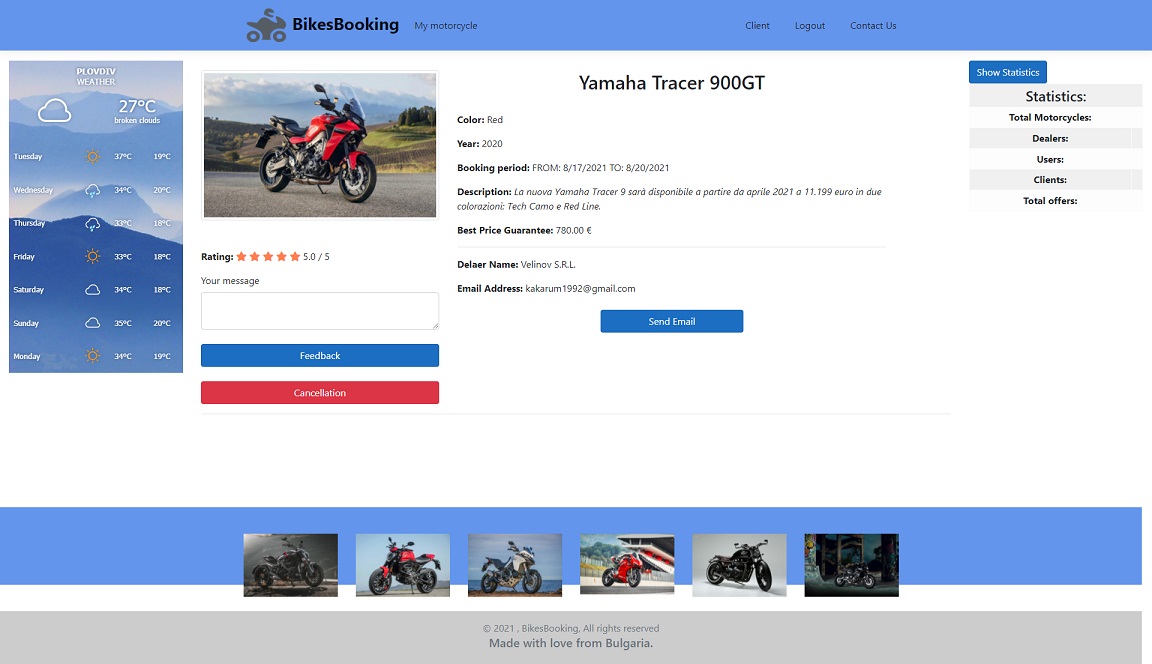 BikesBooking
My motorcycle
Client
Logout
Contact Us
PLOVDIV
WEATHER
27°C
broken clouds
Tuesday 37°C 19°C
Wednesday 34°C 20°C
Thursday 33°C 18°C
Friday 33°C 18°C
Saturday 34°C 18°C
Sunday 35°C 20°C
Monday 34°C 19°C
Rating: 5.0 / 5
Your message
Feedback
Cancellation
Yamaha Tracer 900GT
Color: Red
Year: 2020
Booking period: FROM: 8/17/2021 TO: 8/20/2021
Description: La nuova Yamaha Tracer 9 sarà disponibile a partire da aprile 2021 a 11.199 euro in due
colorazioni: Tech Camo e Red Line.
Best Price Guarantee: 780.00 €
Delaer Name: Velinov S.R.L.
Email Address: kakarum1992@gmail.com
Send Email
Show Statistics
Statistics:
Total Motorcycles:
Dealers:
Users:
Clients:
Total offers:
© 2021 , BikesBooking, All rights reserved
Made with love from Bulgaria.